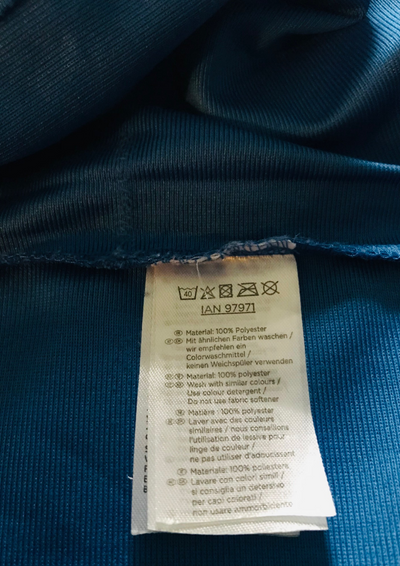 40
IAN 97971
Material: 100% Polyester
Mit ähnlichen Farben waschen /
wir empfehlen ein
Colorwaschmittel /
keinen Weichspüler verwenden
Material: 100% polyester
Wash with similar colours /
Use colour detergent /
Do not use fabric softener
Matière : 100% polyester
Laver avec des couleurs
similaires / nous conseillons
l'utilisation de lessive pour
linge de couleur /
ne pas utiliser d'adoucissant
Materiale: 100% poliestere
Lavare con colori simili /
si consiglia un detersivo
per capi colorati /
non usare ammorbidente